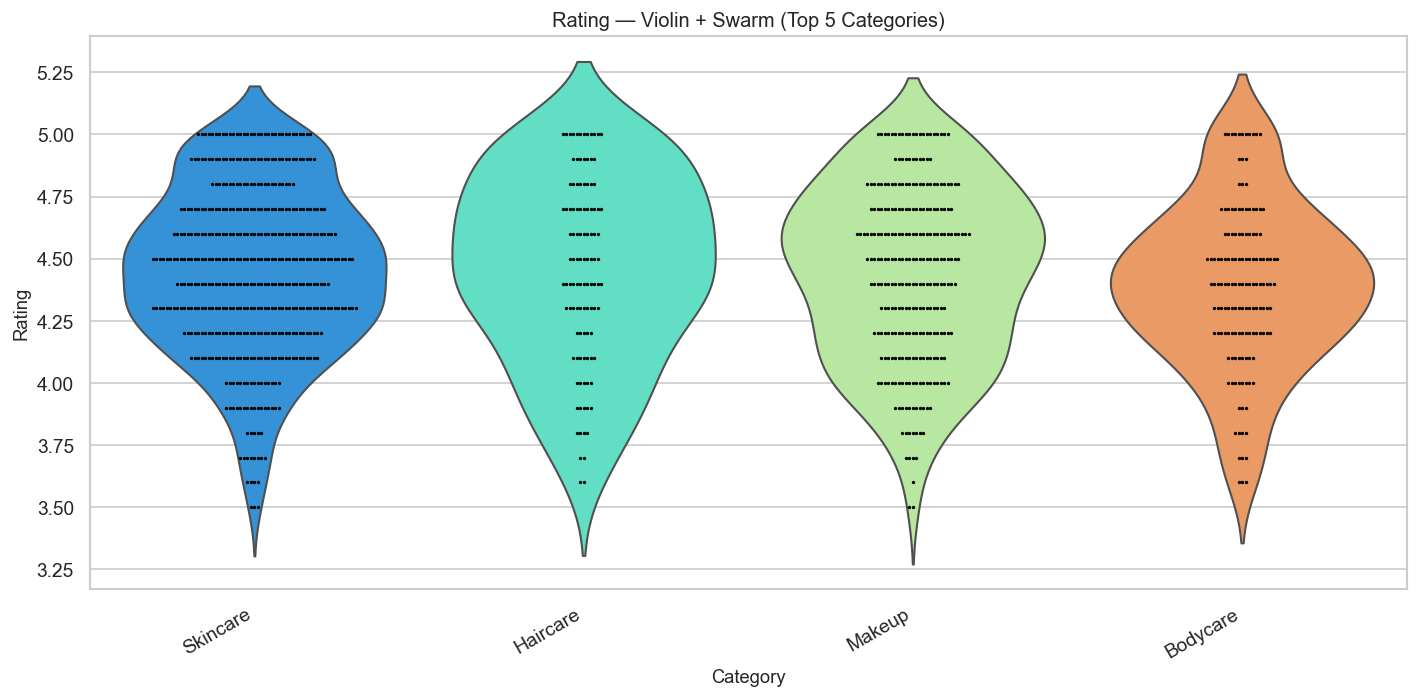 Rating — Violin + Swarm (Top 5 Categories)
5.25
5.00
4.75
4.50
4.25
4.00
3.75
3.50
3.25
Rating
Skincare
Haircare
Makeup
Bodycare
Category